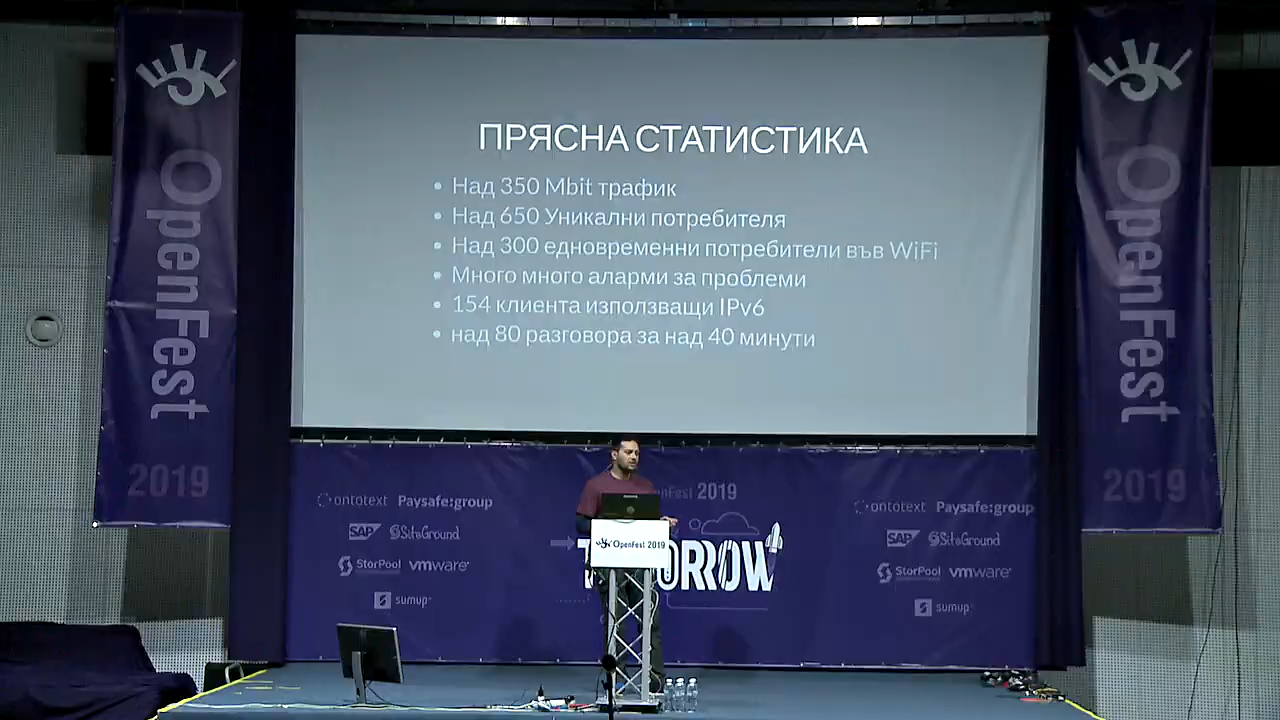 OpenFest
2019
ПРЯСНА СТАТИСТИКА
• Над 350 Mbit трафик
• Над 650 Уникални потребителя
• Над 300 едновременни потребители във WiFi
• Много много аларми за проблеми
• 154 клиента използващи IPv6
• над 80 разговора за над 40 минути
OpenFest
2019
ontotext Paysafe:group
SAP SiteGround
StorPool vmware
sumup
2019
OpenFest 2019
ORROW
ontotext Paysafe:group
SAP SiteGround
StorPool vmware
sumup